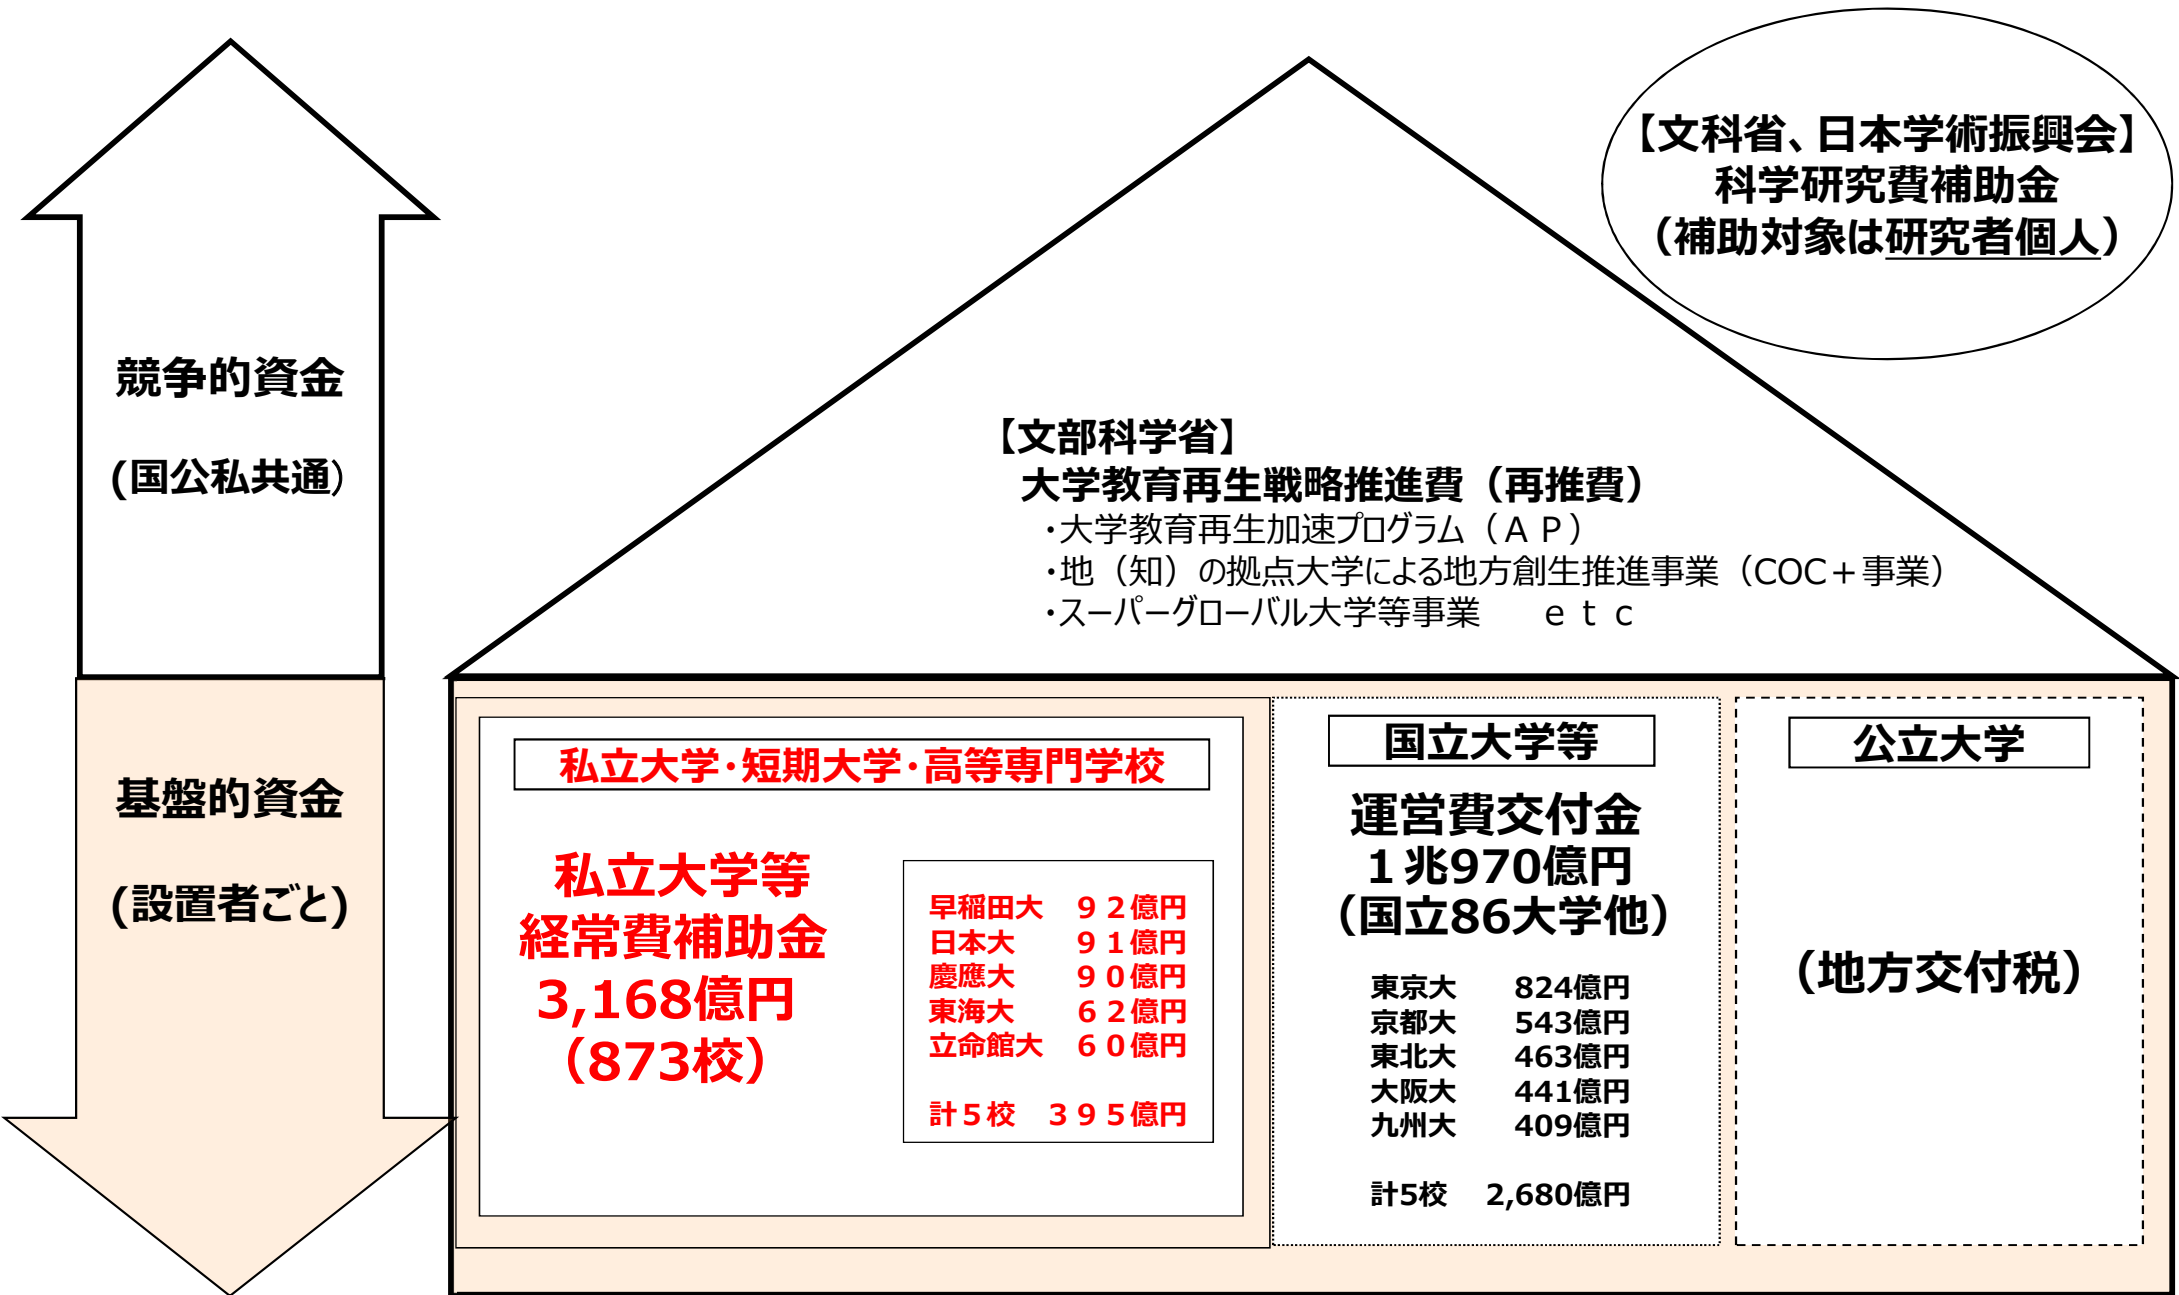 【文科省、日本学術振興会】
科学研究費補助金
（補助対象は研究者個人）
競争的資金
(国公私共通)
【文部科学省】
大学教育再生戦略推進費（再推費）
・大学教育再生加速プログラム（ＡＰ）
・地（知）の拠点大学による地方創生推進事業（COC＋事業）
・スーパーグローバル大学等事業　　ｅｔｃ
基盤的資金
(設置者ごと)
私立大学・短期大学・高等専門学校
私立大学等
経常費補助金
3,168億円
（873校）
早稲田大　９２億円
日本大　　９１億円
慶應大　　９０億円
東海大　　６２億円
立命館大　６０億円
計５校　３９５億円
国立大学等
運営費交付金
１兆970億円
（国立86大学他）
東京大　　824億円
京都大　　543億円
東北大　　463億円
大阪大　　441億円
九州大　　409億円
計5校　2,680億円
公立大学
（地方交付税）